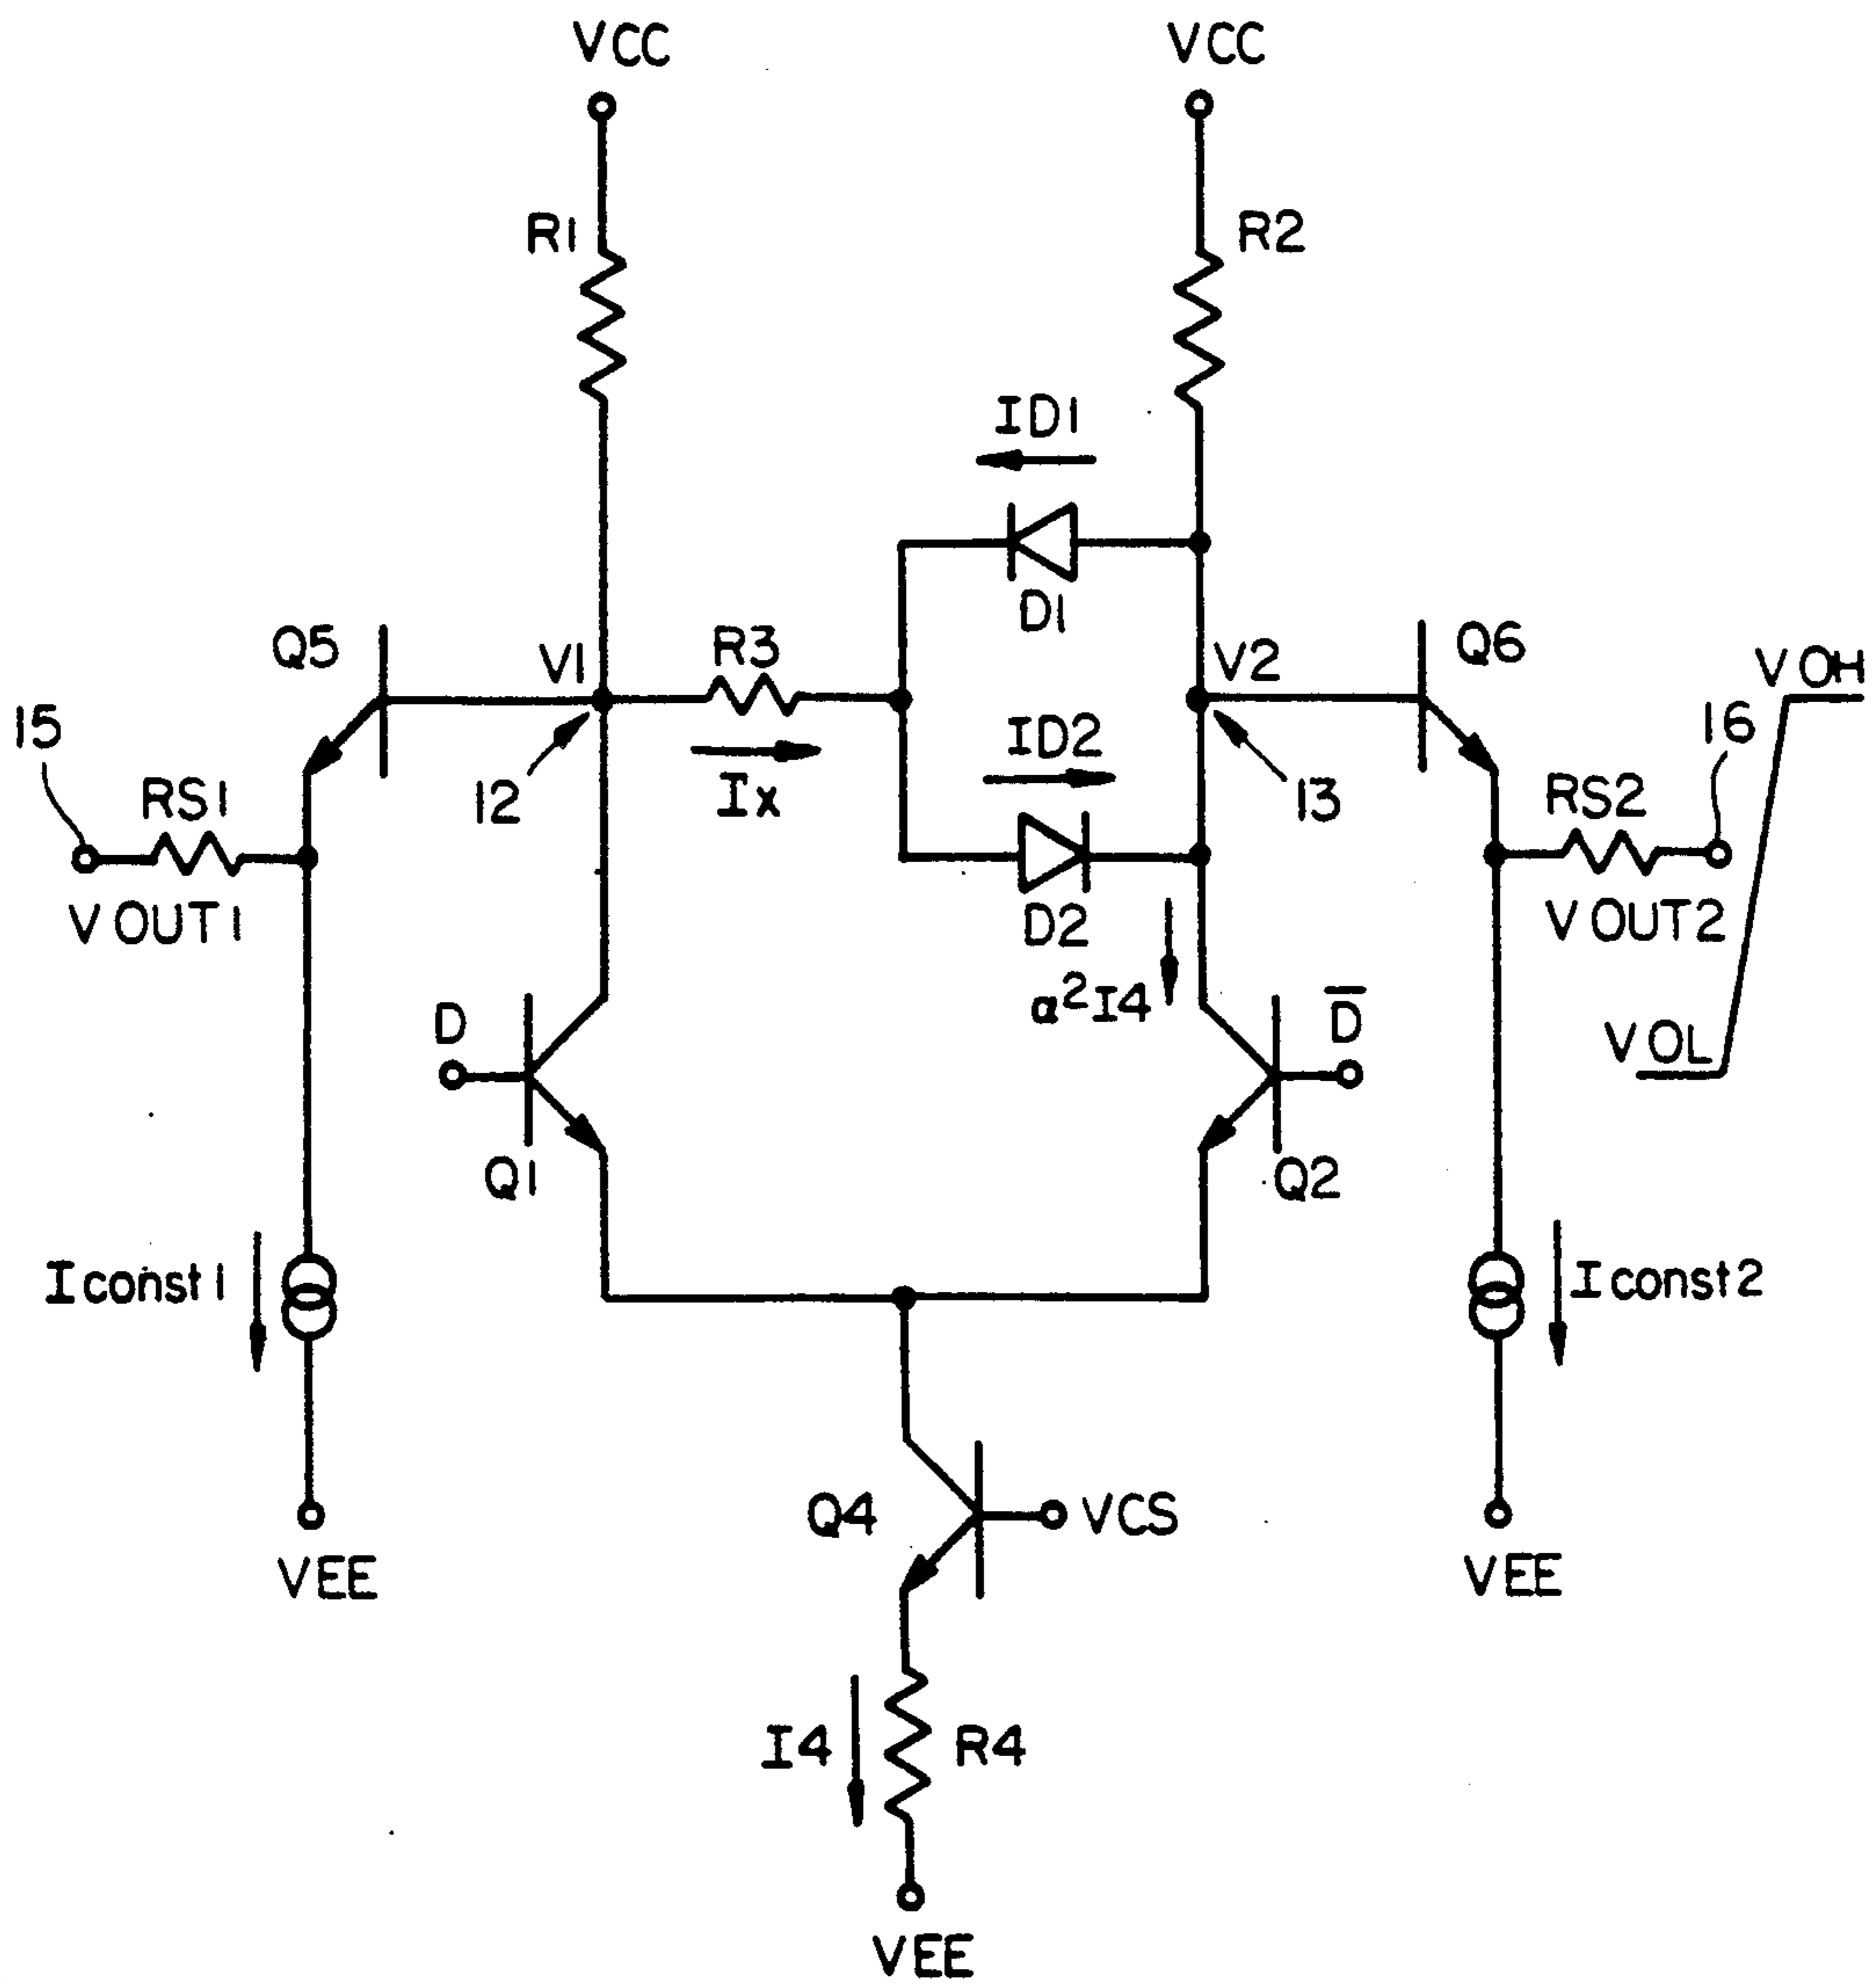 VCC
VCC
R1
R2
ID1
D1
Q5
V1
R3
V2
Q6
VOH
15
RS1
12
Ix
ID2
13
RS2
16
VOUT1
D2
VOUT2
α²I4
D
D̅
VOL
Q1
Q2
Iconst1
Iconst2
Q4
VCS
VEE
VEE
I4
R4
VEE